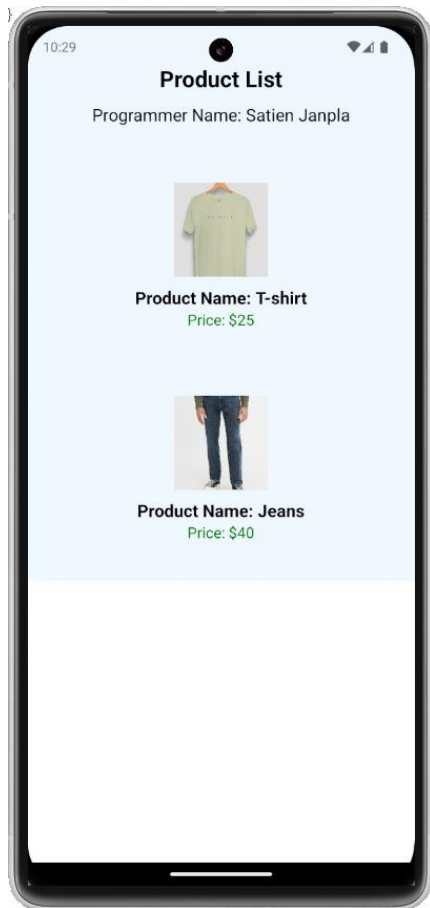 }
10:29
Product List
Programmer Name: Satien Janpla
Product Name: T-shirt
Price: $25
Product Name: Jeans
Price: $40